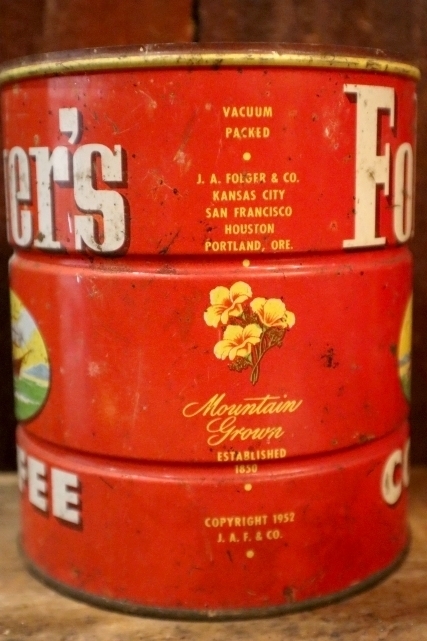 er's
VACUUM
PACKED
J. A. FOLGER & CO.
KANSAS CITY
SAN FRANCISCO
HOUSTON
PORTLAND, ORE.
Fo
Mountain
Grown
ESTABLISHED
1850
FEE
COPYRIGHT 1952
J. A. F. & CO.
CO